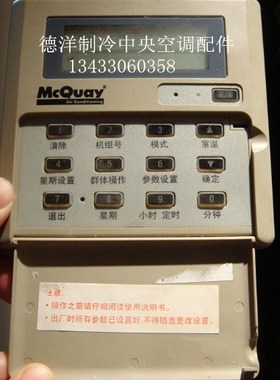 德洋制冷中央空调配件
13433060358
McQuay
Air Conditioning
1 2 3 ▲
清除 机组号 模式 室温
4 5 6 ▼
星期设置 群体操作 参数设置 确定
7 8 9 0
退出 星期 小时 定时 分钟
注意:
•操作之前请仔细阅读使用说明书。
•出厂时所有参数已设置好,不得随意更改设置。